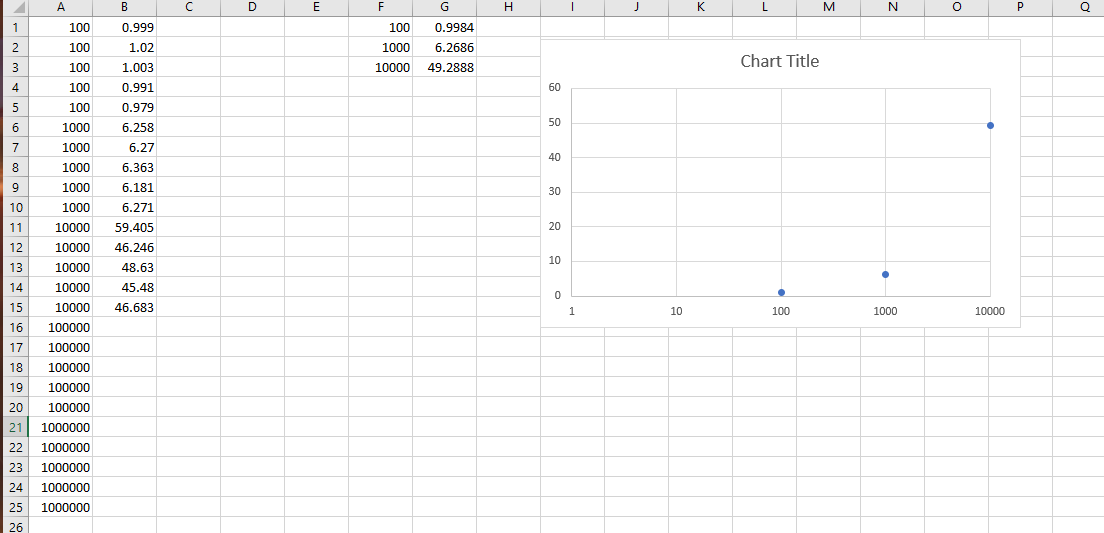 A B C D E F G H I J K L M N O P Q
1 100 0.999 100 0.9984
2 100 1.02 1000 6.2686
3 100 1.003 10000 49.2888
4 100 0.991
5 100 0.979
6 1000 6.258
7 1000 6.27
8 1000 6.363
9 1000 6.181
10 1000 6.271
11 10000 59.405
12 10000 46.246
13 10000 48.63
14 10000 45.48
15 10000 46.683
16 100000
17 100000
18 100000
19 100000
20 100000
21 1000000
22 1000000
23 1000000
24 1000000
25 1000000
26
Chart Title
60
50
40
30
20
10
0
1 10 100 1000 10000